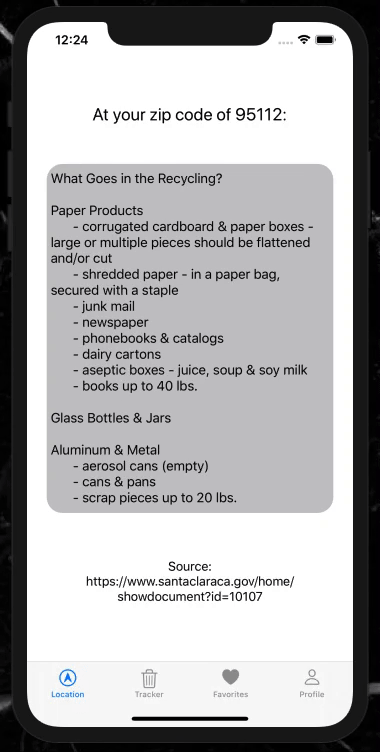 12:24
At your zip code of 95112:
What Goes in the Recycling?
Paper Products
- corrugated cardboard & paper boxes -
large or multiple pieces should be flattened
and/or cut
- shredded paper - in a paper bag,
secured with a staple
- junk mail
- newspaper
- phonebooks & catalogs
- dairy cartons
- aseptic boxes - juice, soup & soy milk
- books up to 40 lbs.
Glass Bottles & Jars
Aluminum & Metal
- aerosol cans (empty)
- cans & pans
- scrap pieces up to 20 lbs.
Source:
https://www.santaclaraca.gov/home/
showdocument?id=10107
Location Tracker Favorites Profile